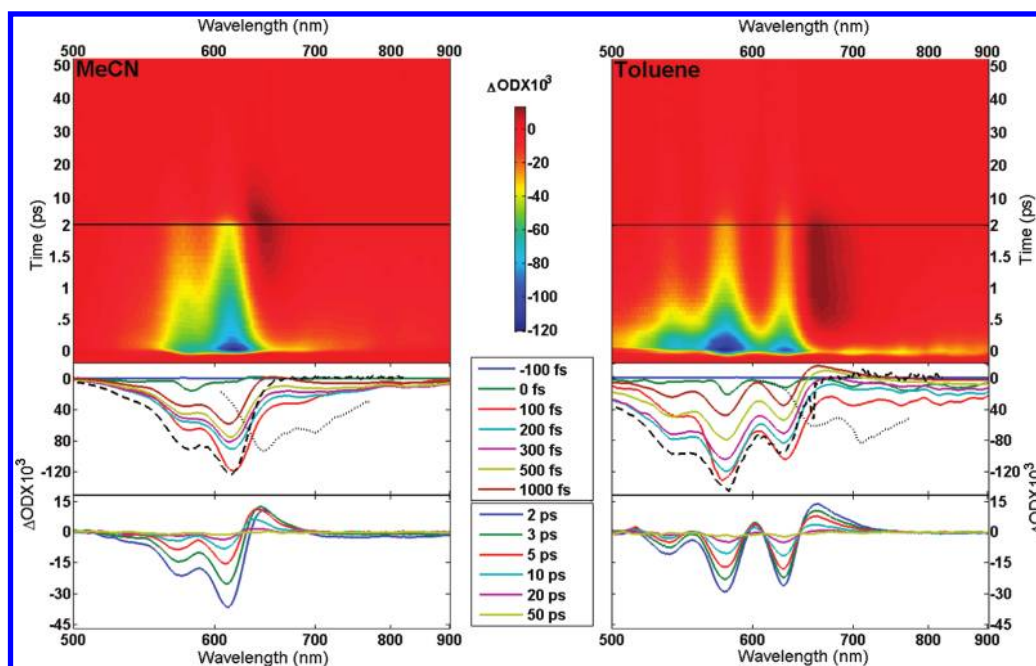 Wavelength (nm)
500 600 700 800 900
MeCN
50
40
30
20
10
2
1.5
1
.5
0
Time (ps)
ΔODX10³
0
-20
-40
-60
-80
-100
-120
Wavelength (nm)
500 600 700 800 900
Toluene
50
40
30
20
10
2
1.5
1
.5
0
Time (ps)
0
40
-80
-120
ΔODX10³
15
0
-15
-30
-45
500 600 700 800 900
Wavelength (nm)
-100 fs
0 fs
100 fs
200 fs
300 fs
500 fs
1000 fs
2 ps
3 ps
5 ps
10 ps
20 ps
50 ps
0
-40
-80
-120
ΔODX10³
15
0
-15
-30
-45
500 600 700 800 900
Wavelength (nm)